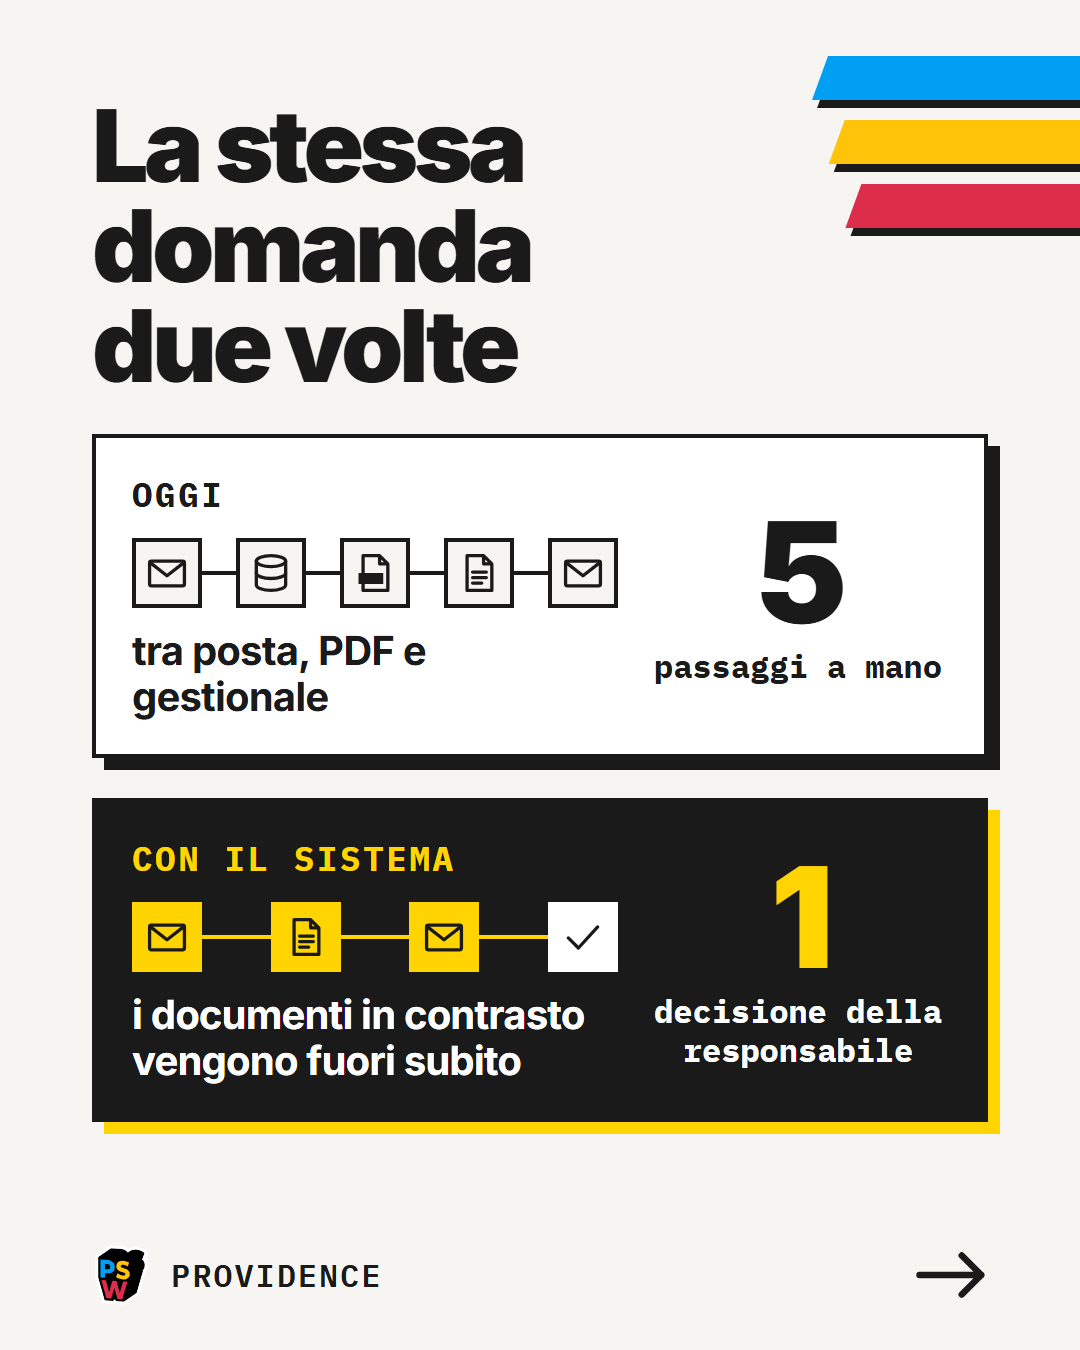 La stessa
domanda
due volte
OGGI
5
passaggi a mano
tra posta, PDF e
gestionale
CON IL SISTEMA
1
decisione della
responsabile
i documenti in contrasto
vengono fuori subito
PSW
PROVIDENCE